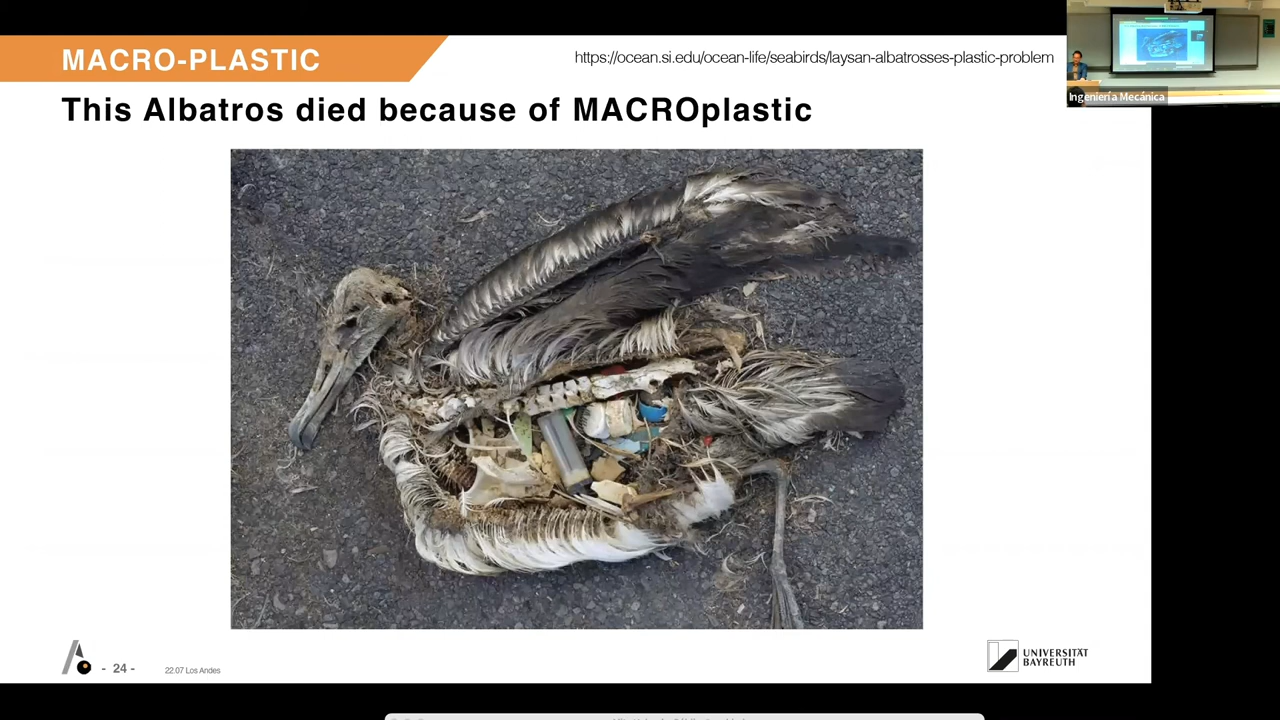 MACRO-PLASTIC
https://ocean.si.edu/ocean-life/seabirds/laysan-albatrosses-plastic-problem
Ingeniería Mecánica
This Albatros died because of MACROplastic
- 24 -
22.07 Los Andes
UNIVERSITÄT
BAYREUTH